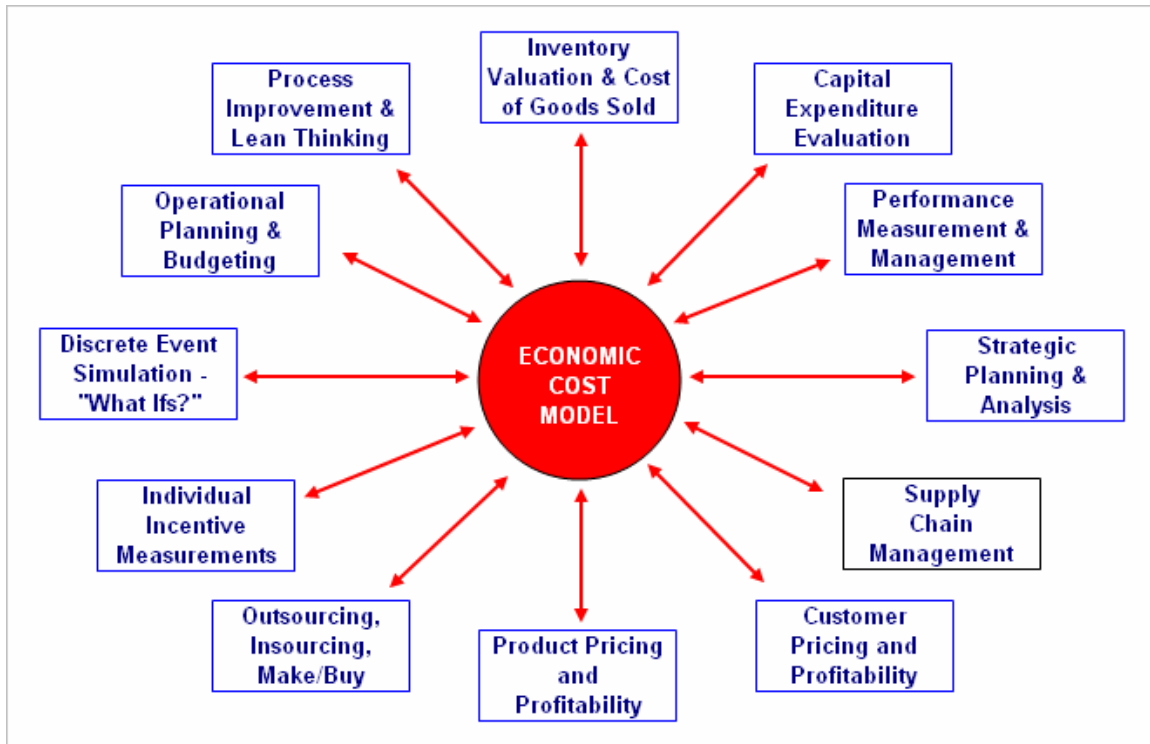 Inventory
Valuation & Cost
of Goods Sold
Process
Improvement &
Lean Thinking
Capital
Expenditure
Evaluation
Operational
Planning &
Budgeting
Performance
Measurement &
Management
Discrete Event
Simulation -
"What Ifs?"
ECONOMIC
COST
MODEL
Strategic
Planning &
Analysis
Individual
Incentive
Measurements
Supply
Chain
Management
Outsourcing,
Insourcing,
Make/Buy
Product Pricing
and
Profitability
Customer
Pricing and
Profitability